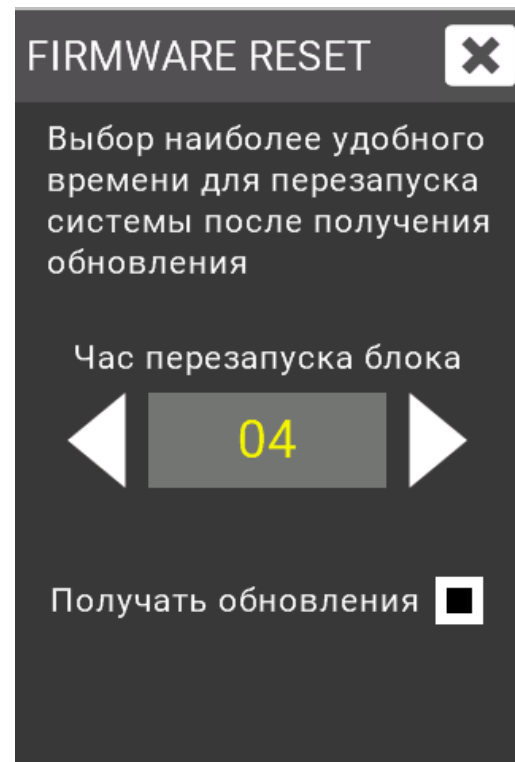 FIRMWARE RESET
Выбор наиболее удобного
времени для перезапуска
системы после получения
обновления
Час перезапуска блока
04
Получать обновления